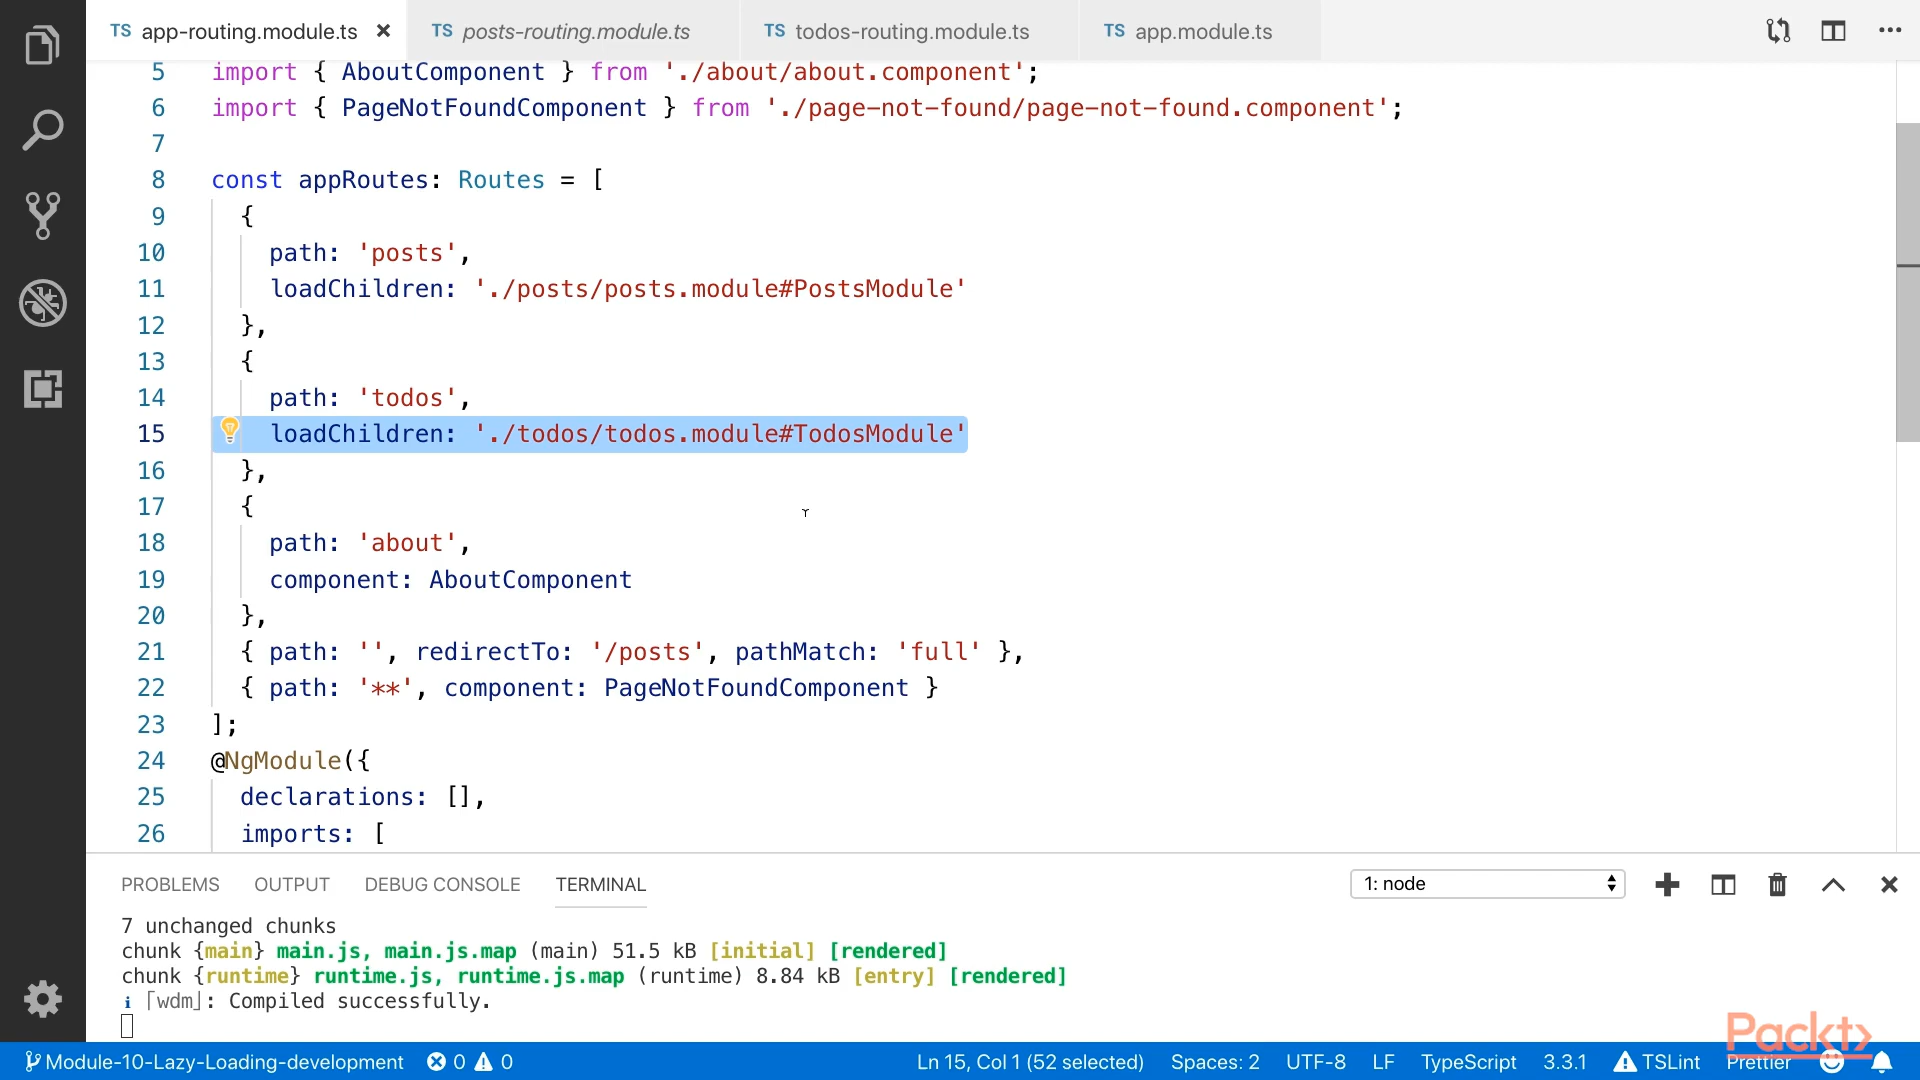 TS app-routing.module.ts TS posts-routing.module.ts TS todos-routing.module.ts TS app.module.ts
5 import { AboutComponent } from './about/about.component';
6 import { PageNotFoundComponent } from './page-not-found/page-not-found.component';
7
8 const appRoutes: Routes = [
9 {
10 path: 'posts',
11 loadChildren: './posts/posts.module#PostsModule'
12 },
13 {
14 path: 'todos',
15 loadChildren: './todos/todos.module#TodosModule'
16 },
17 {
18 path: 'about',
19 component: AboutComponent
20 },
21 { path: '', redirectTo: '/posts', pathMatch: 'full' },
22 { path: '**', component: PageNotFoundComponent }
23 ];
24 @NgModule({
25 declarations: [],
26 imports: [
PROBLEMS OUTPUT DEBUG CONSOLE TERMINAL 1: node
7 unchanged chunks
chunk {main} main.js, main.js.map (main) 51.5 kB [initial] [rendered]
chunk {runtime} runtime.js, runtime.js.map (runtime) 8.84 kB [entry] [rendered]
i ｢wdm｣: Compiled successfully.
Packt>
Module-10-Lazy-Loading-development 0 0 Ln 15, Col 1 (52 selected) Spaces: 2 UTF-8 LF TypeScript 3.3.1 TSLint Prettier